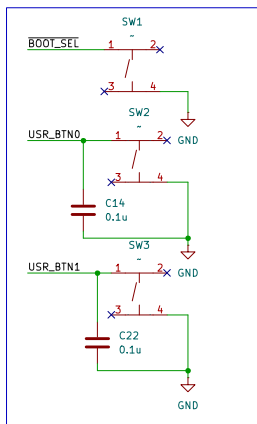 SW1
~
BOOT_SEL
1 2
3 4
GND
SW2
~
USR_BTN0
1 2
3 4
C14
0.1u
GND
SW3
~
USR_BTN1
1 2
3 4
C22
0.1u
GND